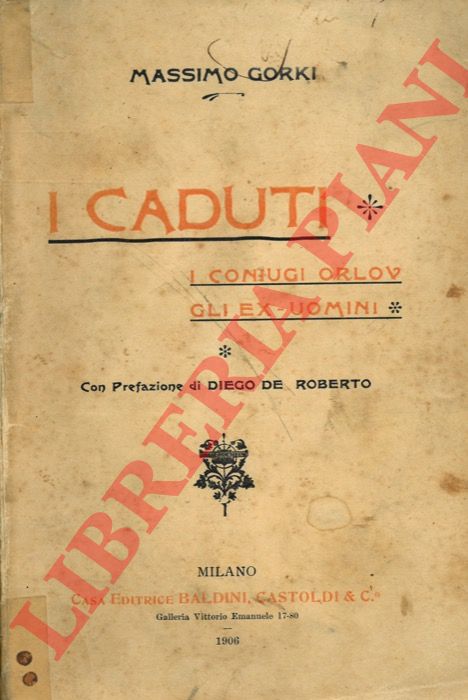 MASSIMO GORKI
I CADUTI *
I CONIUGI ORLOV
GLI EX-UOMINI *
*
Con Prefazione di DIEGO DE ROBERTO
MILANO
CASA EDITRICE BALDINI, CASTOLDI & C.º
Galleria Vittorio Emanuele 17-80
1906
LIBRERIA PIANI